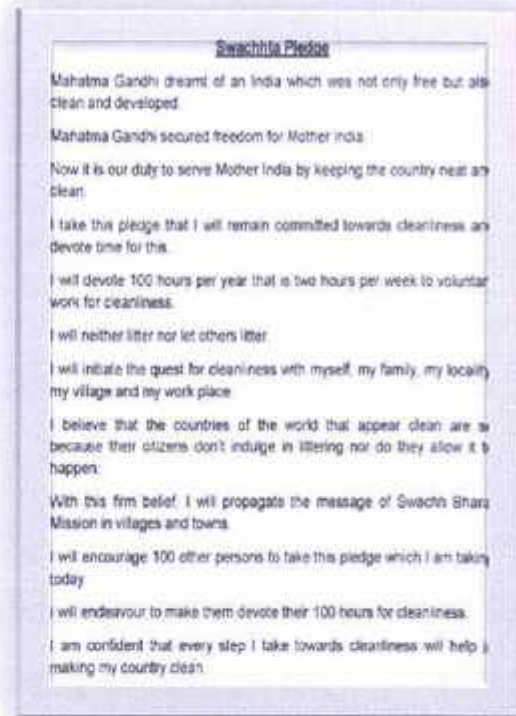 Swachhta Pledge
Mahatma Gandhi dreamt of an India which was not only free but als
clean and developed.
Mahatma Gandhi secured freedom for Mother India.
Now it is our duty to serve Mother India by keeping the country neat an
clean.
I take this pledge that I will remain committed towards cleanliness an
devote time for this.
I will devote 100 hours per year that is two hours per week to voluntar
work for cleanliness.
I will neither litter nor let others litter.
I will initiate the quest for cleanliness with myself, my family, my locality
my village and my work place.
I believe that the countries of the world that appear clean are s
because their citizens don't indulge in littering nor do they allow it t
happen.
With this firm belief, I will propagate the message of Swachh Bhara
Mission in villages and towns.
I will encourage 100 other persons to take this pledge which I am taking
today.
I will endeavour to make them devote their 100 hours for cleanliness.
I am confident that every step I take towards cleanliness will help i
making my country clean.